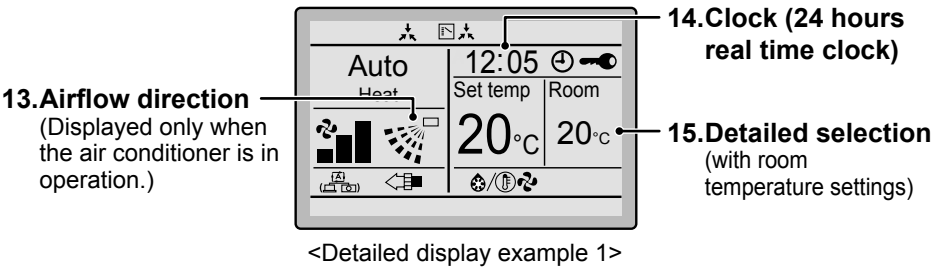 14.Clock (24 hours
real time clock)
12:05
Auto
Heat
Set temp
Room
13.Airflow direction
(Displayed only when
the air conditioner is in
operation.)
20°C
20°C
15.Detailed selection
(with room
temperature settings)
(A)
/
<Detailed display example 1>